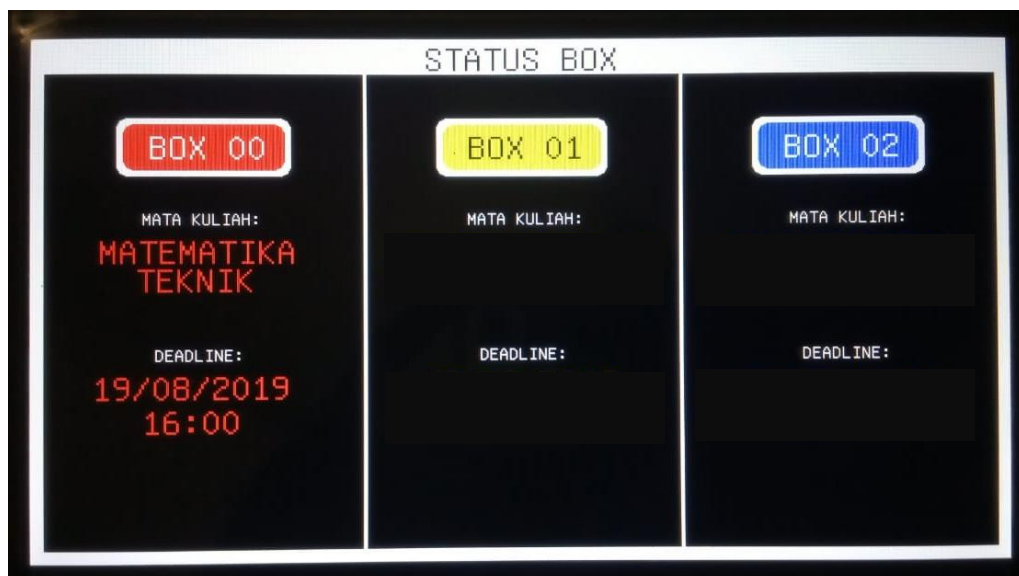 STATUS BOX
BOX 00
MATA KULIAH:
MATEMATIKA
TEKNIK
DEADLINE:
19/08/2019
16:00
BOX 01
MATA KULIAH:
DEADLINE:
BOX 02
MATA KULIAH:
DEADLINE: